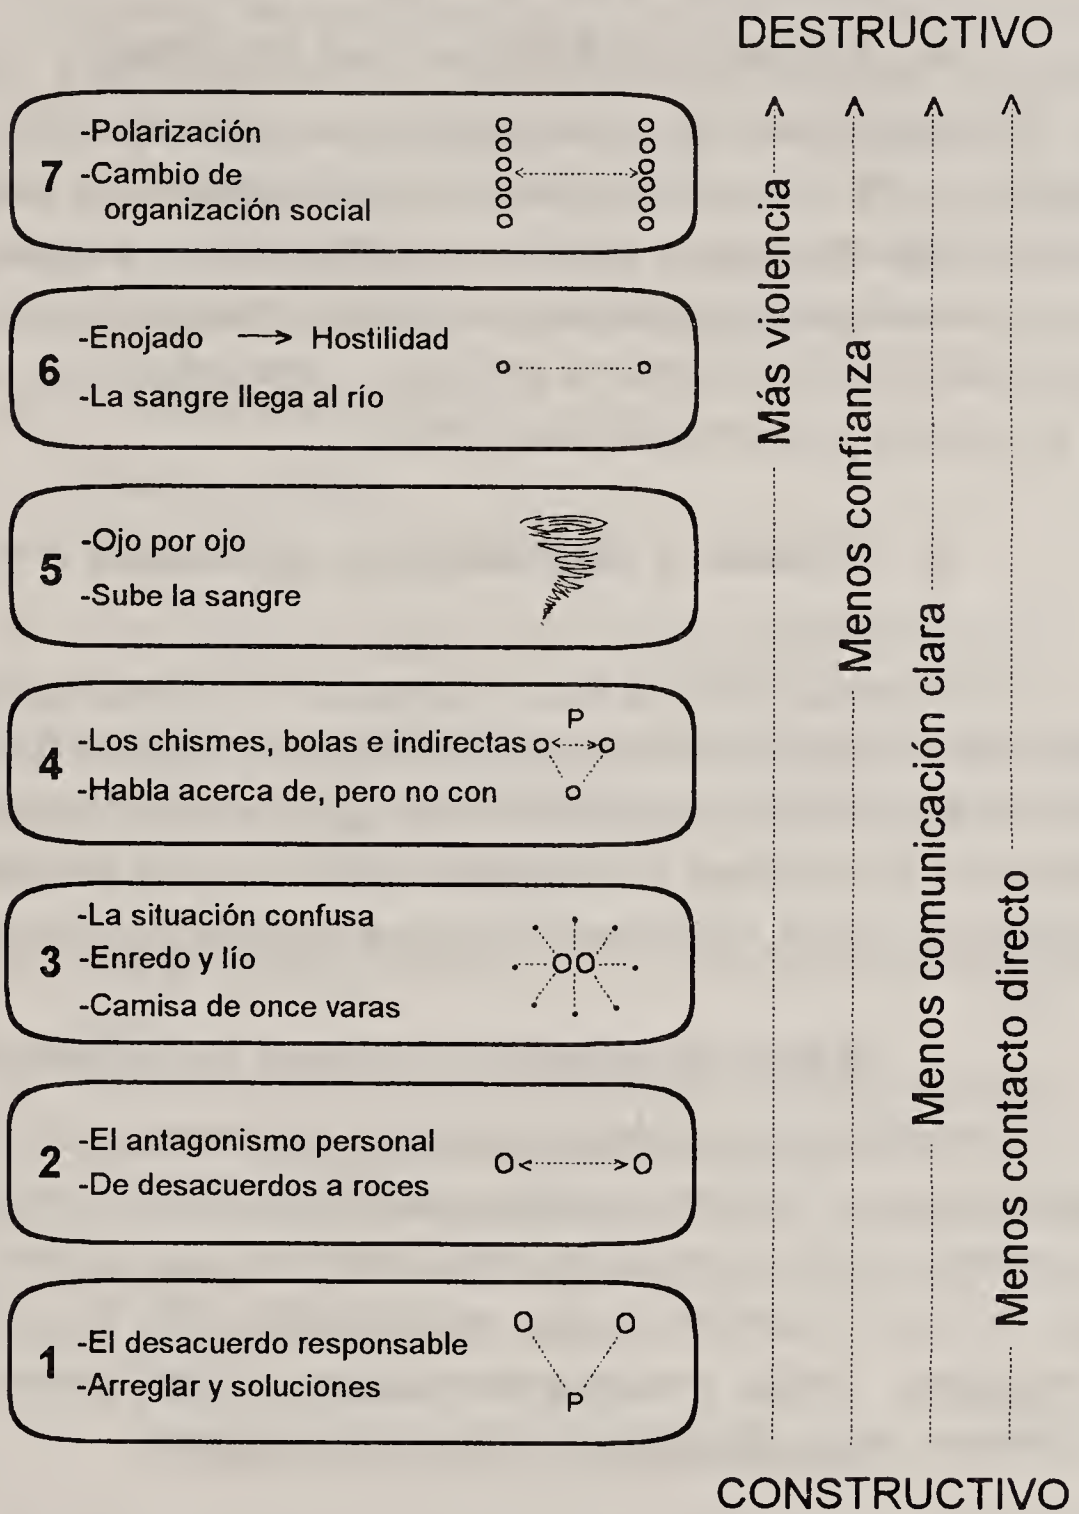 DESTRUCTIVO
7
-Polarización
-Cambio de
organización social
6
-Enojado → Hostilidad
-La sangre llega al río
5
-Ojo por ojo
-Sube la sangre
4
-Los chismes, bolas e indirectas
-Habla acerca de, pero no con
P
3
-La situación confusa
-Enredo y lío
-Camisa de once varas
2
-El antagonismo personal
-De desacuerdos a roces
1
-El desacuerdo responsable
-Arreglar y soluciones
P
Más violencia
Menos confianza
Menos comunicación clara
Menos contacto directo
CONSTRUCTIVO